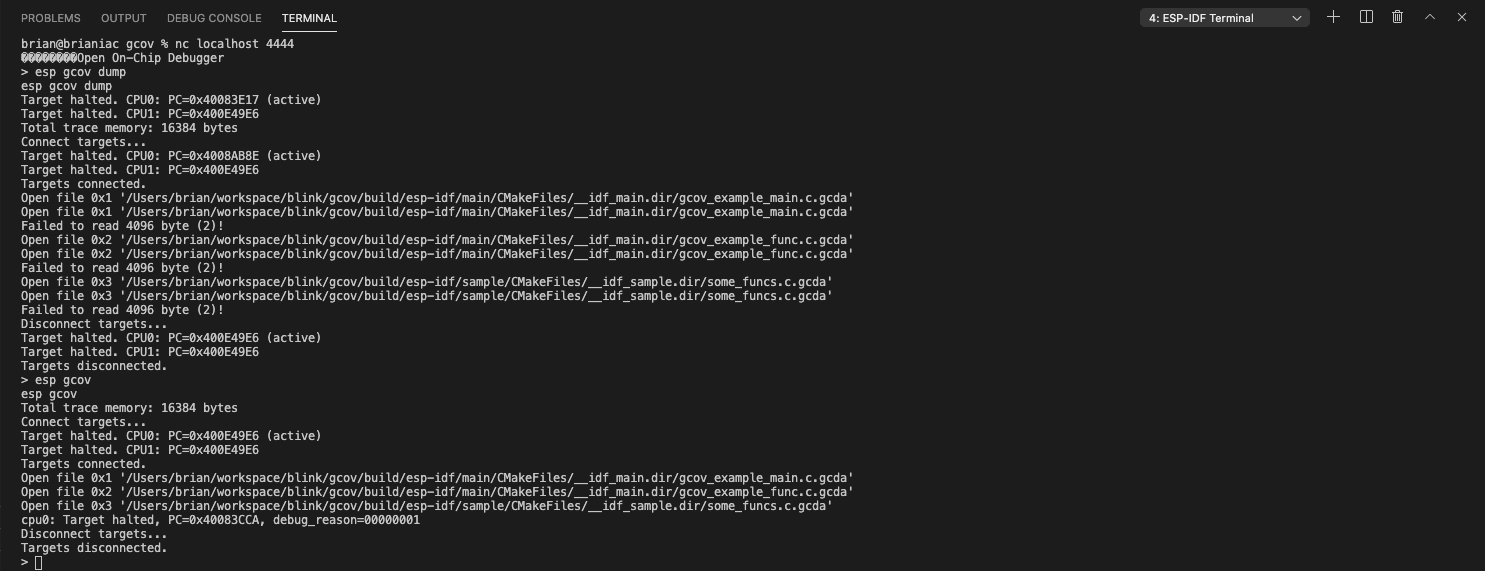 PROBLEMS OUTPUT DEBUG CONSOLE TERMINAL 4: ESP-IDF Terminal
brian@brianiac gcov % nc localhost 4444
��������Open On-Chip Debugger
> esp gcov dump
esp gcov dump
Target halted. CPU0: PC=0x40083E17 (active)
Target halted. CPU1: PC=0x400E49E6
Total trace memory: 16384 bytes
Connect targets...
Target halted. CPU0: PC=0x4008AB8E (active)
Target halted. CPU1: PC=0x400E49E6
Targets connected.
Open file 0x1 '/Users/brian/workspace/blink/gcov/build/esp-idf/main/CMakeFiles/__idf_main.dir/gcov_example_main.c.gcda'
Open file 0x1 '/Users/brian/workspace/blink/gcov/build/esp-idf/main/CMakeFiles/__idf_main.dir/gcov_example_main.c.gcda'
Failed to read 4096 byte (2)!
Open file 0x2 '/Users/brian/workspace/blink/gcov/build/esp-idf/main/CMakeFiles/__idf_main.dir/gcov_example_func.c.gcda'
Open file 0x2 '/Users/brian/workspace/blink/gcov/build/esp-idf/main/CMakeFiles/__idf_main.dir/gcov_example_func.c.gcda'
Failed to read 4096 byte (2)!
Open file 0x3 '/Users/brian/workspace/blink/gcov/build/esp-idf/sample/CMakeFiles/__idf_sample.dir/some_funcs.c.gcda'
Open file 0x3 '/Users/brian/workspace/blink/gcov/build/esp-idf/sample/CMakeFiles/__idf_sample.dir/some_funcs.c.gcda'
Failed to read 4096 byte (2)!
Disconnect targets...
Target halted. CPU0: PC=0x400E49E6 (active)
Target halted. CPU1: PC=0x400E49E6
Targets disconnected.
> esp gcov
esp gcov
Total trace memory: 16384 bytes
Connect targets...
Target halted. CPU0: PC=0x400E49E6 (active)
Target halted. CPU1: PC=0x400E49E6
Targets connected.
Open file 0x1 '/Users/brian/workspace/blink/gcov/build/esp-idf/main/CMakeFiles/__idf_main.dir/gcov_example_main.c.gcda'
Open file 0x2 '/Users/brian/workspace/blink/gcov/build/esp-idf/main/CMakeFiles/__idf_main.dir/gcov_example_func.c.gcda'
Open file 0x3 '/Users/brian/workspace/blink/gcov/build/esp-idf/sample/CMakeFiles/__idf_sample.dir/some_funcs.c.gcda'
cpu0: Target halted, PC=0x40083CCA, debug_reason=00000001
Disconnect targets...
Targets disconnected.
>